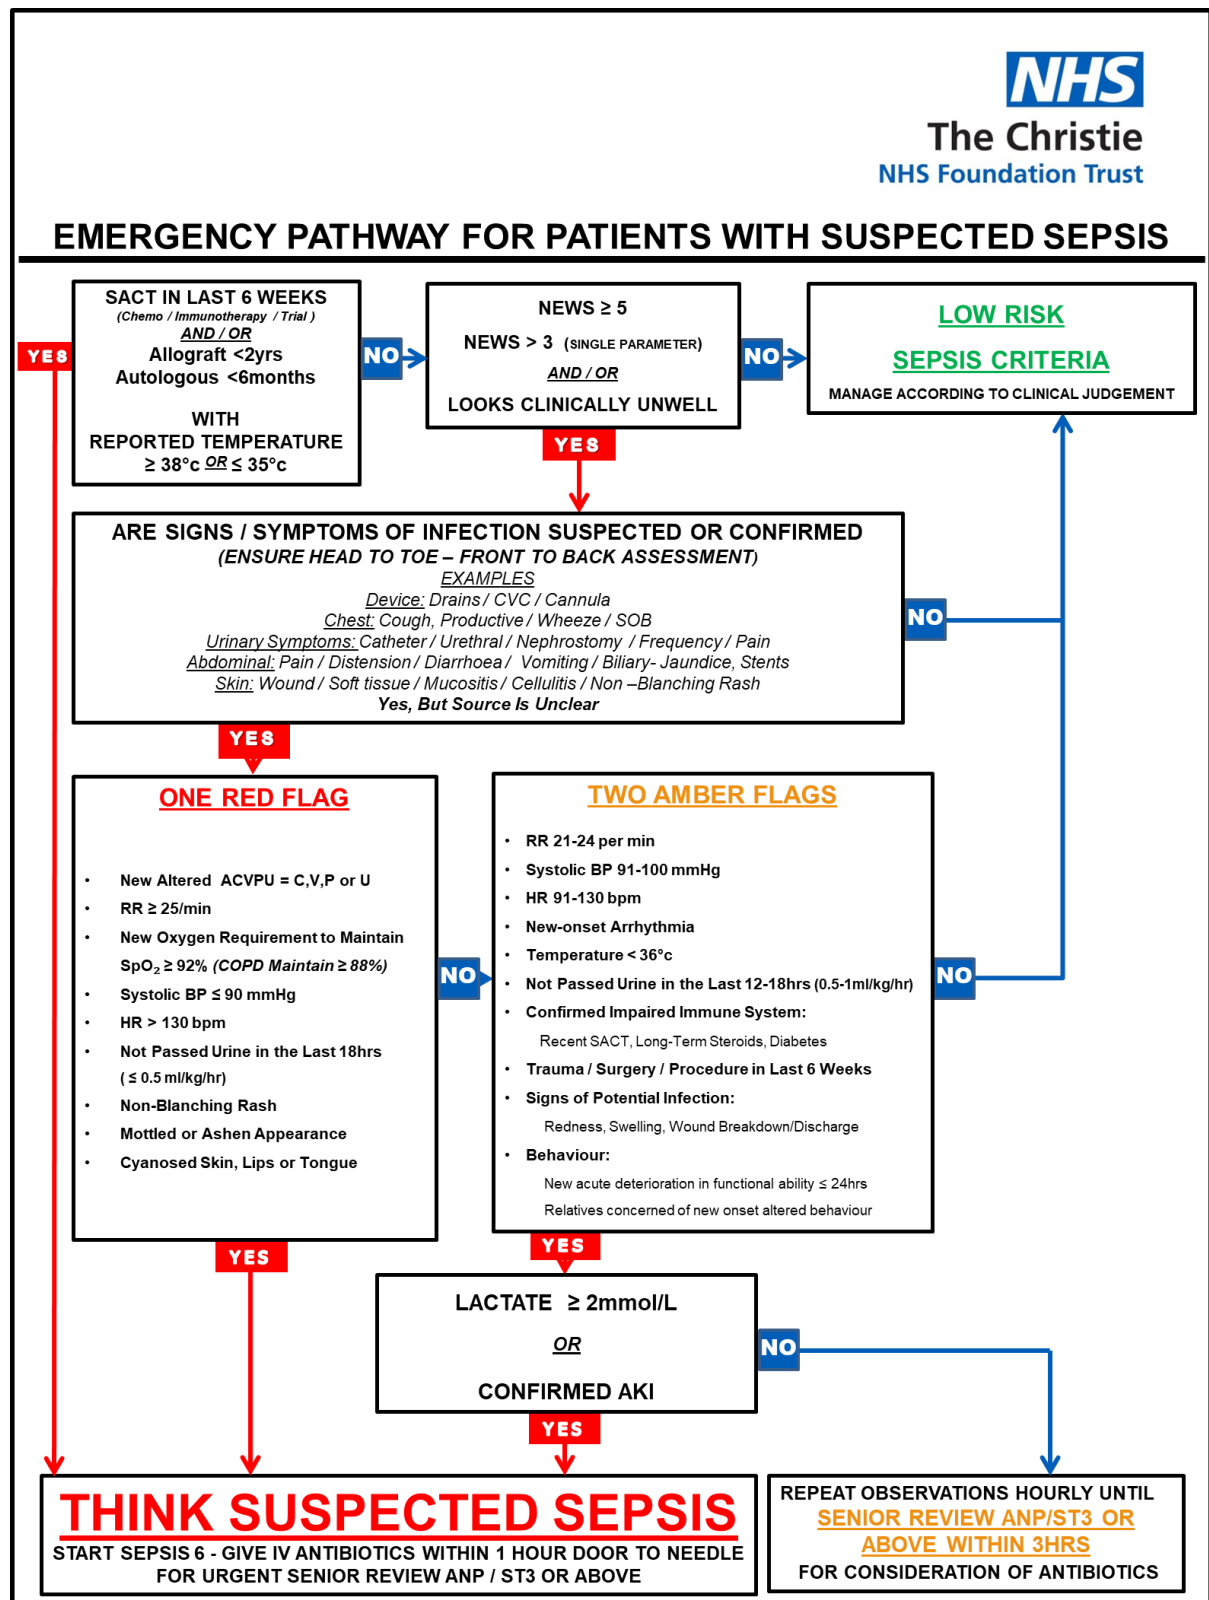 NHS
The Christie
NHS Foundation Trust
EMERGENCY PATHWAY FOR PATIENTS WITH SUSPECTED SEPSIS
SACT IN LAST 6 WEEKS
(Chemo / Immunotherapy / Trial )
AND / OR
Allograft <2yrs
Autologous <6months
WITH
REPORTED TEMPERATURE
≥ 38°c OR ≤ 35°c
YES
NO
NEWS ≥ 5
NEWS > 3 (SINGLE PARAMETER)
AND / OR
LOOKS CLINICALLY UNWELL
NO
YES
LOW RISK
SEPSIS CRITERIA
MANAGE ACCORDING TO CLINICAL JUDGEMENT
ARE SIGNS / SYMPTOMS OF INFECTION SUSPECTED OR CONFIRMED
(ENSURE HEAD TO TOE – FRONT TO BACK ASSESSMENT)
EXAMPLES
Device: Drains / CVC / Cannula
Chest: Cough, Productive / Wheeze / SOB
Urinary Symptoms: Catheter / Urethral / Nephrostomy / Frequency / Pain
Abdominal: Pain / Distension / Diarrhoea / Vomiting / Biliary- Jaundice, Stents
Skin: Wound / Soft tissue / Mucositis / Cellulitis / Non –Blanching Rash
Yes, But Source Is Unclear
NO
YES
ONE RED FLAG
• New Altered ACVPU = C,V,P or U
• RR ≥ 25/min
• New Oxygen Requirement to Maintain
SpO₂ ≥ 92% (COPD Maintain ≥ 88%)
• Systolic BP ≤ 90 mmHg
• HR > 130 bpm
• Not Passed Urine in the Last 18hrs
( ≤ 0.5 ml/kg/hr)
• Non-Blanching Rash
• Mottled or Ashen Appearance
• Cyanosed Skin, Lips or Tongue
NO
YES
TWO AMBER FLAGS
• RR 21-24 per min
• Systolic BP 91-100 mmHg
• HR 91-130 bpm
• New-onset Arrhythmia
• Temperature < 36°c
• Not Passed Urine in the Last 12-18hrs (0.5-1ml/kg/hr)
• Confirmed Impaired Immune System:
Recent SACT, Long-Term Steroids, Diabetes
• Trauma / Surgery / Procedure in Last 6 Weeks
• Signs of Potential Infection:
Redness, Swelling, Wound Breakdown/Discharge
• Behaviour:
New acute deterioration in functional ability ≤ 24hrs
Relatives concerned of new onset altered behaviour
NO
YES
LACTATE ≥ 2mmol/L
OR
CONFIRMED AKI
NO
YES
THINK SUSPECTED SEPSIS
START SEPSIS 6 - GIVE IV ANTIBIOTICS WITHIN 1 HOUR DOOR TO NEEDLE
FOR URGENT SENIOR REVIEW ANP / ST3 OR ABOVE
REPEAT OBSERVATIONS HOURLY UNTIL
SENIOR REVIEW ANP/ST3 OR
ABOVE WITHIN 3HRS
FOR CONSIDERATION OF ANTIBIOTICS